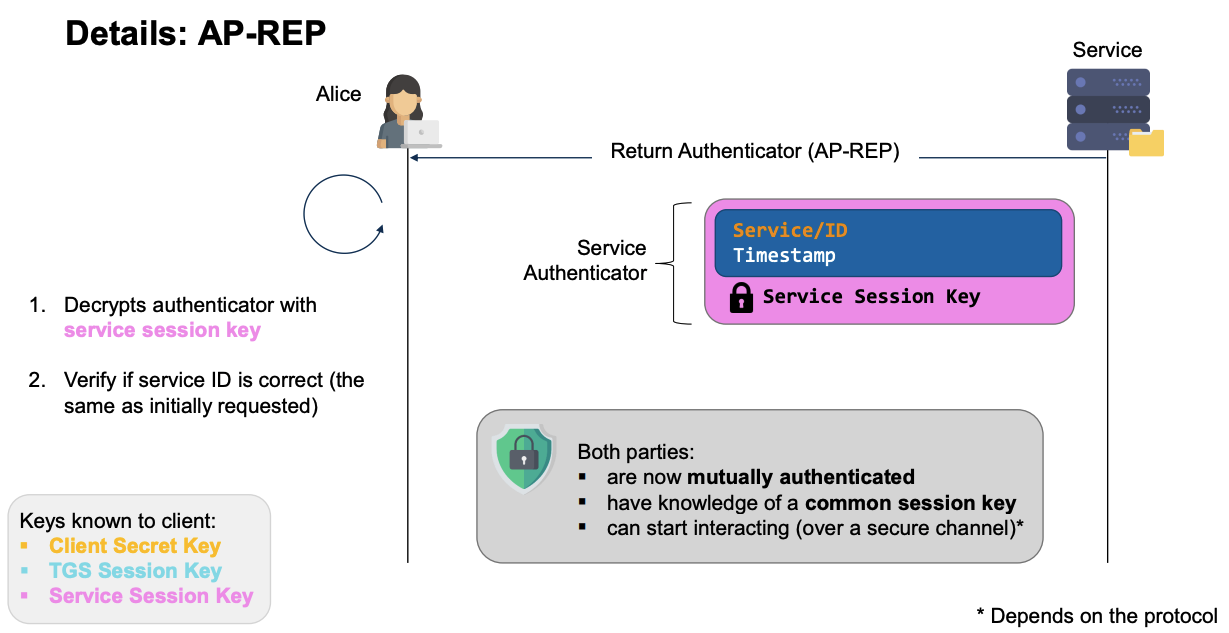 Details: AP-REP
Service
Alice
Return Authenticator (AP-REP)
Service
Authenticator
Service/ID
Timestamp
Service Session Key
1. Decrypts authenticator with
service session key
2. Verify if service ID is correct (the
same as initially requested)
Both parties:
▪ are now mutually authenticated
▪ have knowledge of a common session key
▪ can start interacting (over a secure channel)*
Keys known to client:
▪ Client Secret Key
▪ TGS Session Key
▪ Service Session Key
* Depends on the protocol